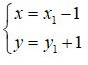 x = x₁ − 1
y = y₁ + 1